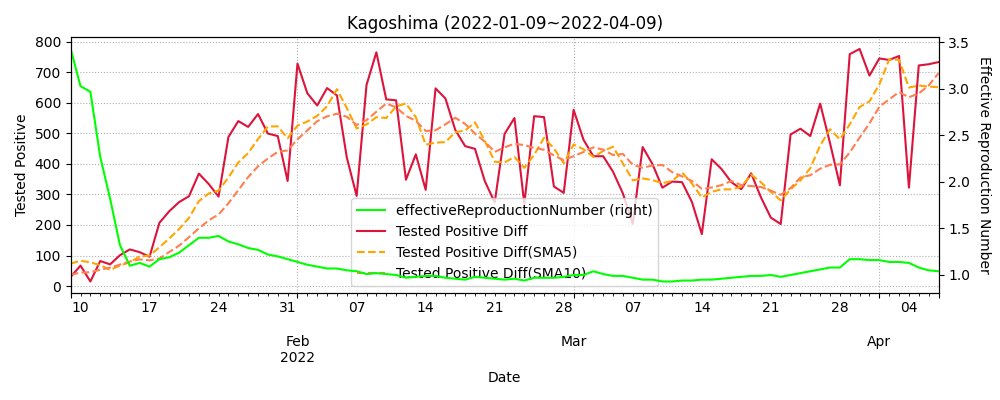 Kagoshima (2022-01-09~2022-04-09)
800
700
600
500
400
300
200
100
0
Tested Positive
3.5
3.0
2.5
2.0
1.5
1.0
Effective Reproduction Number
effectiveReproductionNumber (right)
Tested Positive Diff
Tested Positive Diff(SMA5)
Tested Positive Diff(SMA10)
10 17 24 31 07 14 21 28 07 14 21 28 04
Feb Mar Apr
2022
Date